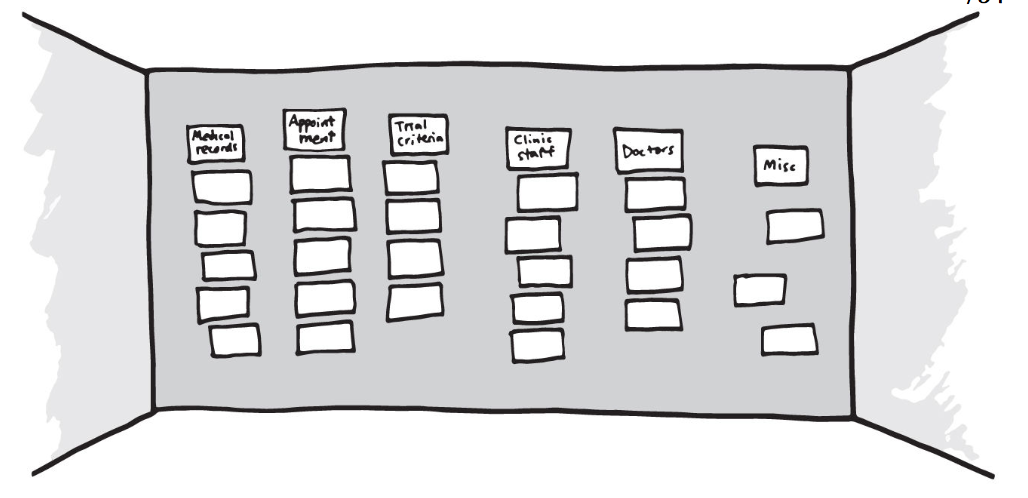 Medical
records
Appoint
ment
Trial
criteria
Clinic
staff
Doctors
Misc